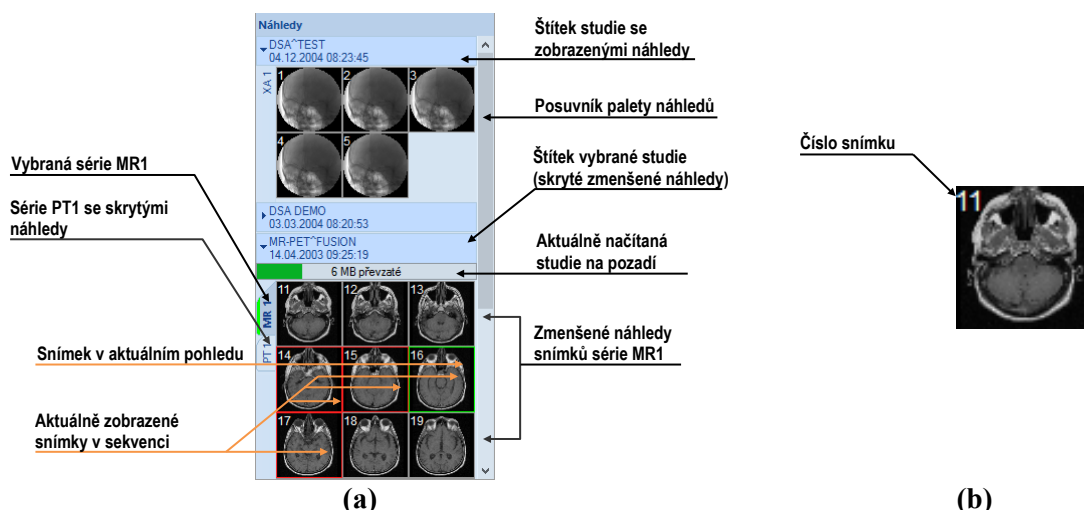 Náhledy
DSA^TEST
04.12.2004 08:23:45
XA 1
1
2
3
4
5
DSA DEMO
03.03.2004 08:20:53
MR-PET^FUSION
14.04.2003 09:25:19
6 MB převzaté
MR 1
PT 1
11
12
13
14
15
16
17
18
19
Vybraná série MR1
Série PT1 se skrytými
náhledy
Snímek v aktuálním pohledu
Aktuálně zobrazené
snímky v sekvenci
Štítek studie se
zobrazenými náhledy
Posuvník palety náhledů
Štítek vybrané studie
(skryté zmenšené náhledy)
Aktuálně načítaná
studie na pozadí
Zmenšené náhledy
snímků série MR1
(a)
Číslo snímku
11
(b)